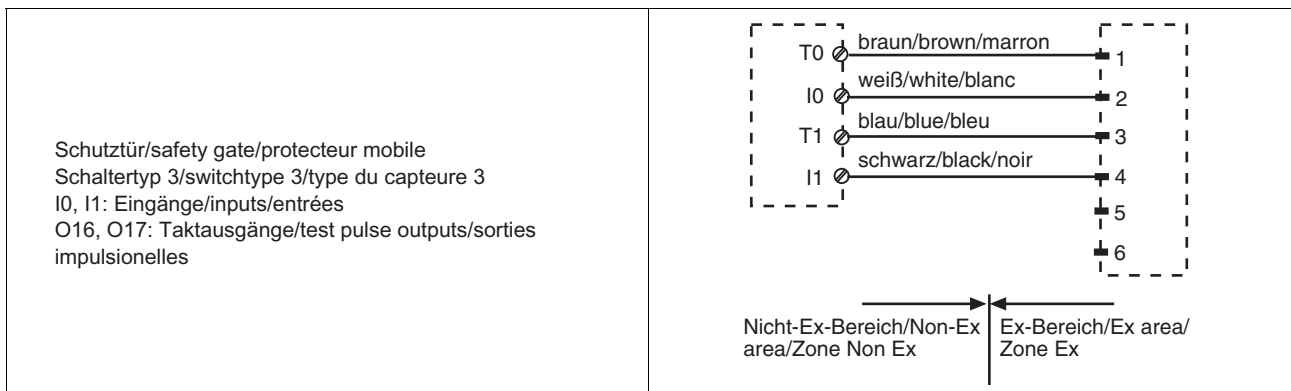 Schutztür/safety gate/protecteur mobile
Schaltertyp 3/switchtype 3/type du capteure 3
I0, I1: Eingänge/inputs/entrées
O16, O17: Taktausgänge/test pulse outputs/sorties
impulsionelles
T0 braun/brown/marron 1
I0 weiß/white/blanc 2
T1 blau/blue/bleu 3
I1 schwarz/black/noir 4
5
6
Nicht-Ex-Bereich/Non-Ex
area/Zone Non Ex
Ex-Bereich/Ex area/
Zone Ex